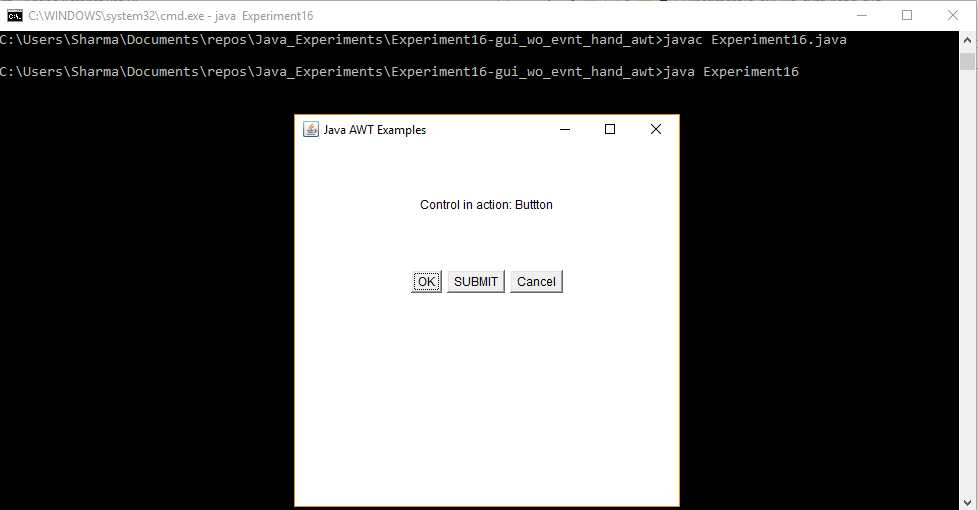 C:\WINDOWS\system32\cmd.exe - java  Experiment16
C:\Users\Sharma\Documents\repos\Java_Experiments\Experiment16-gui_wo_evnt_hand_awt>javac Experiment16.java
C:\Users\Sharma\Documents\repos\Java_Experiments\Experiment16-gui_wo_evnt_hand_awt>java Experiment16
Java AWT Examples
Control in action: Buttton
OK SUBMIT Cancel